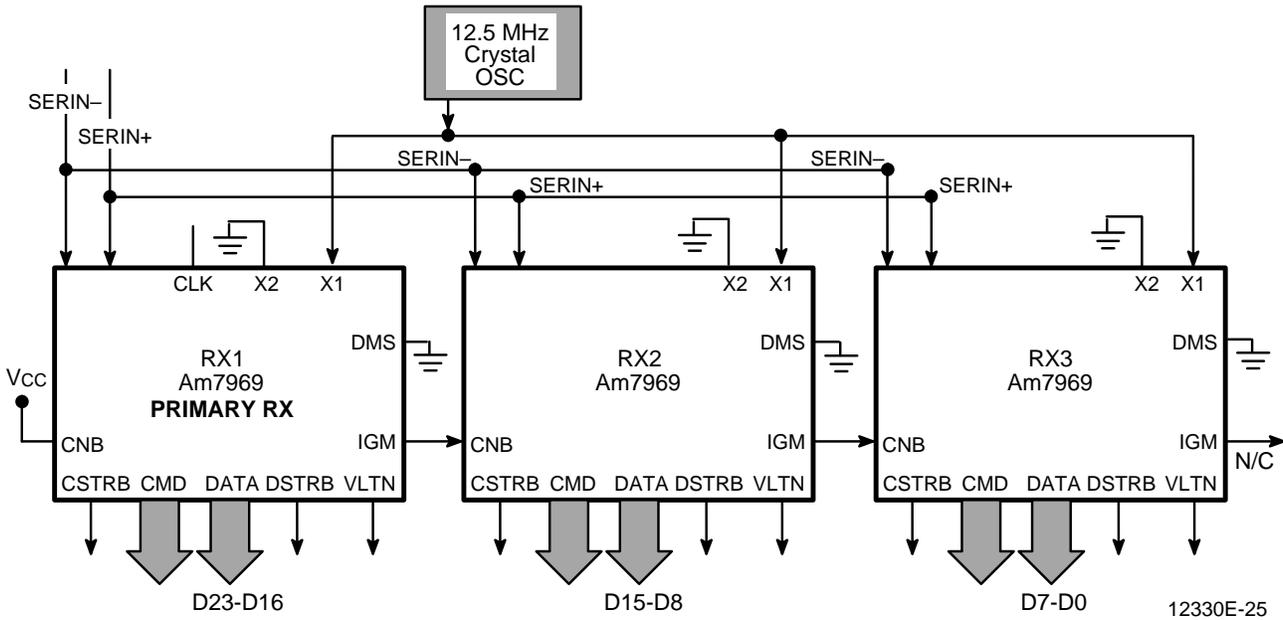 12.5 MHz
Crystal
OSC
SERIN–
SERIN+
SERIN–
SERIN–
SERIN+
SERIN+
CLK X2 X1
X2 X1
X2 X1
DMS
DMS
DMS
RX1
Am7969
PRIMARY RX
RX2
Am7969
RX3
Am7969
VCC
CNB
IGM
CNB
IGM
CNB
IGM
N/C
CSTRB CMD DATA DSTRB VLTN
CSTRB CMD DATA DSTRB VLTN
CSTRB CMD DATA DSTRB VLTN
D23-D16
D15-D8
D7-D0
12330E-25